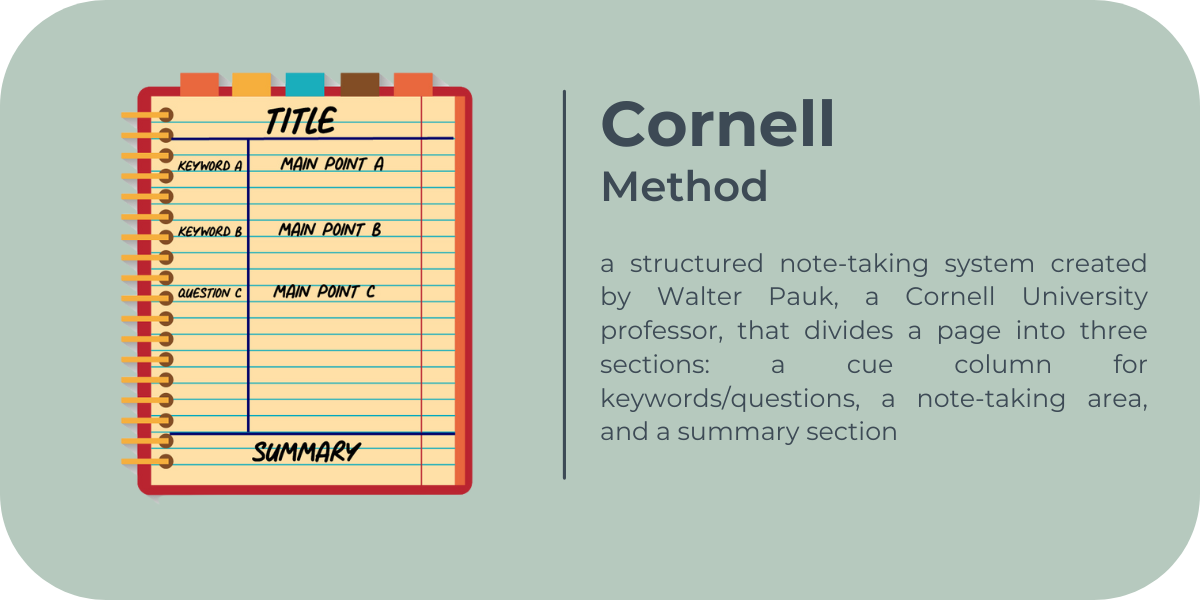 TITLE
KEYWORD A
MAIN POINT A
KEYWORD B
MAIN POINT B
QUESTION C
MAIN POINT C
SUMMARY
Cornell
Method
a structured note-taking system created
by Walter Pauk, a Cornell University
professor, that divides a page into three
sections: a cue column for
keywords/questions, a note-taking area,
and a summary section